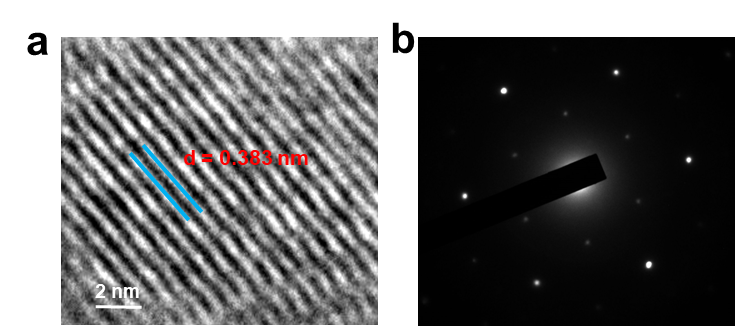 a
b
d = 0.383 nm
2 nm